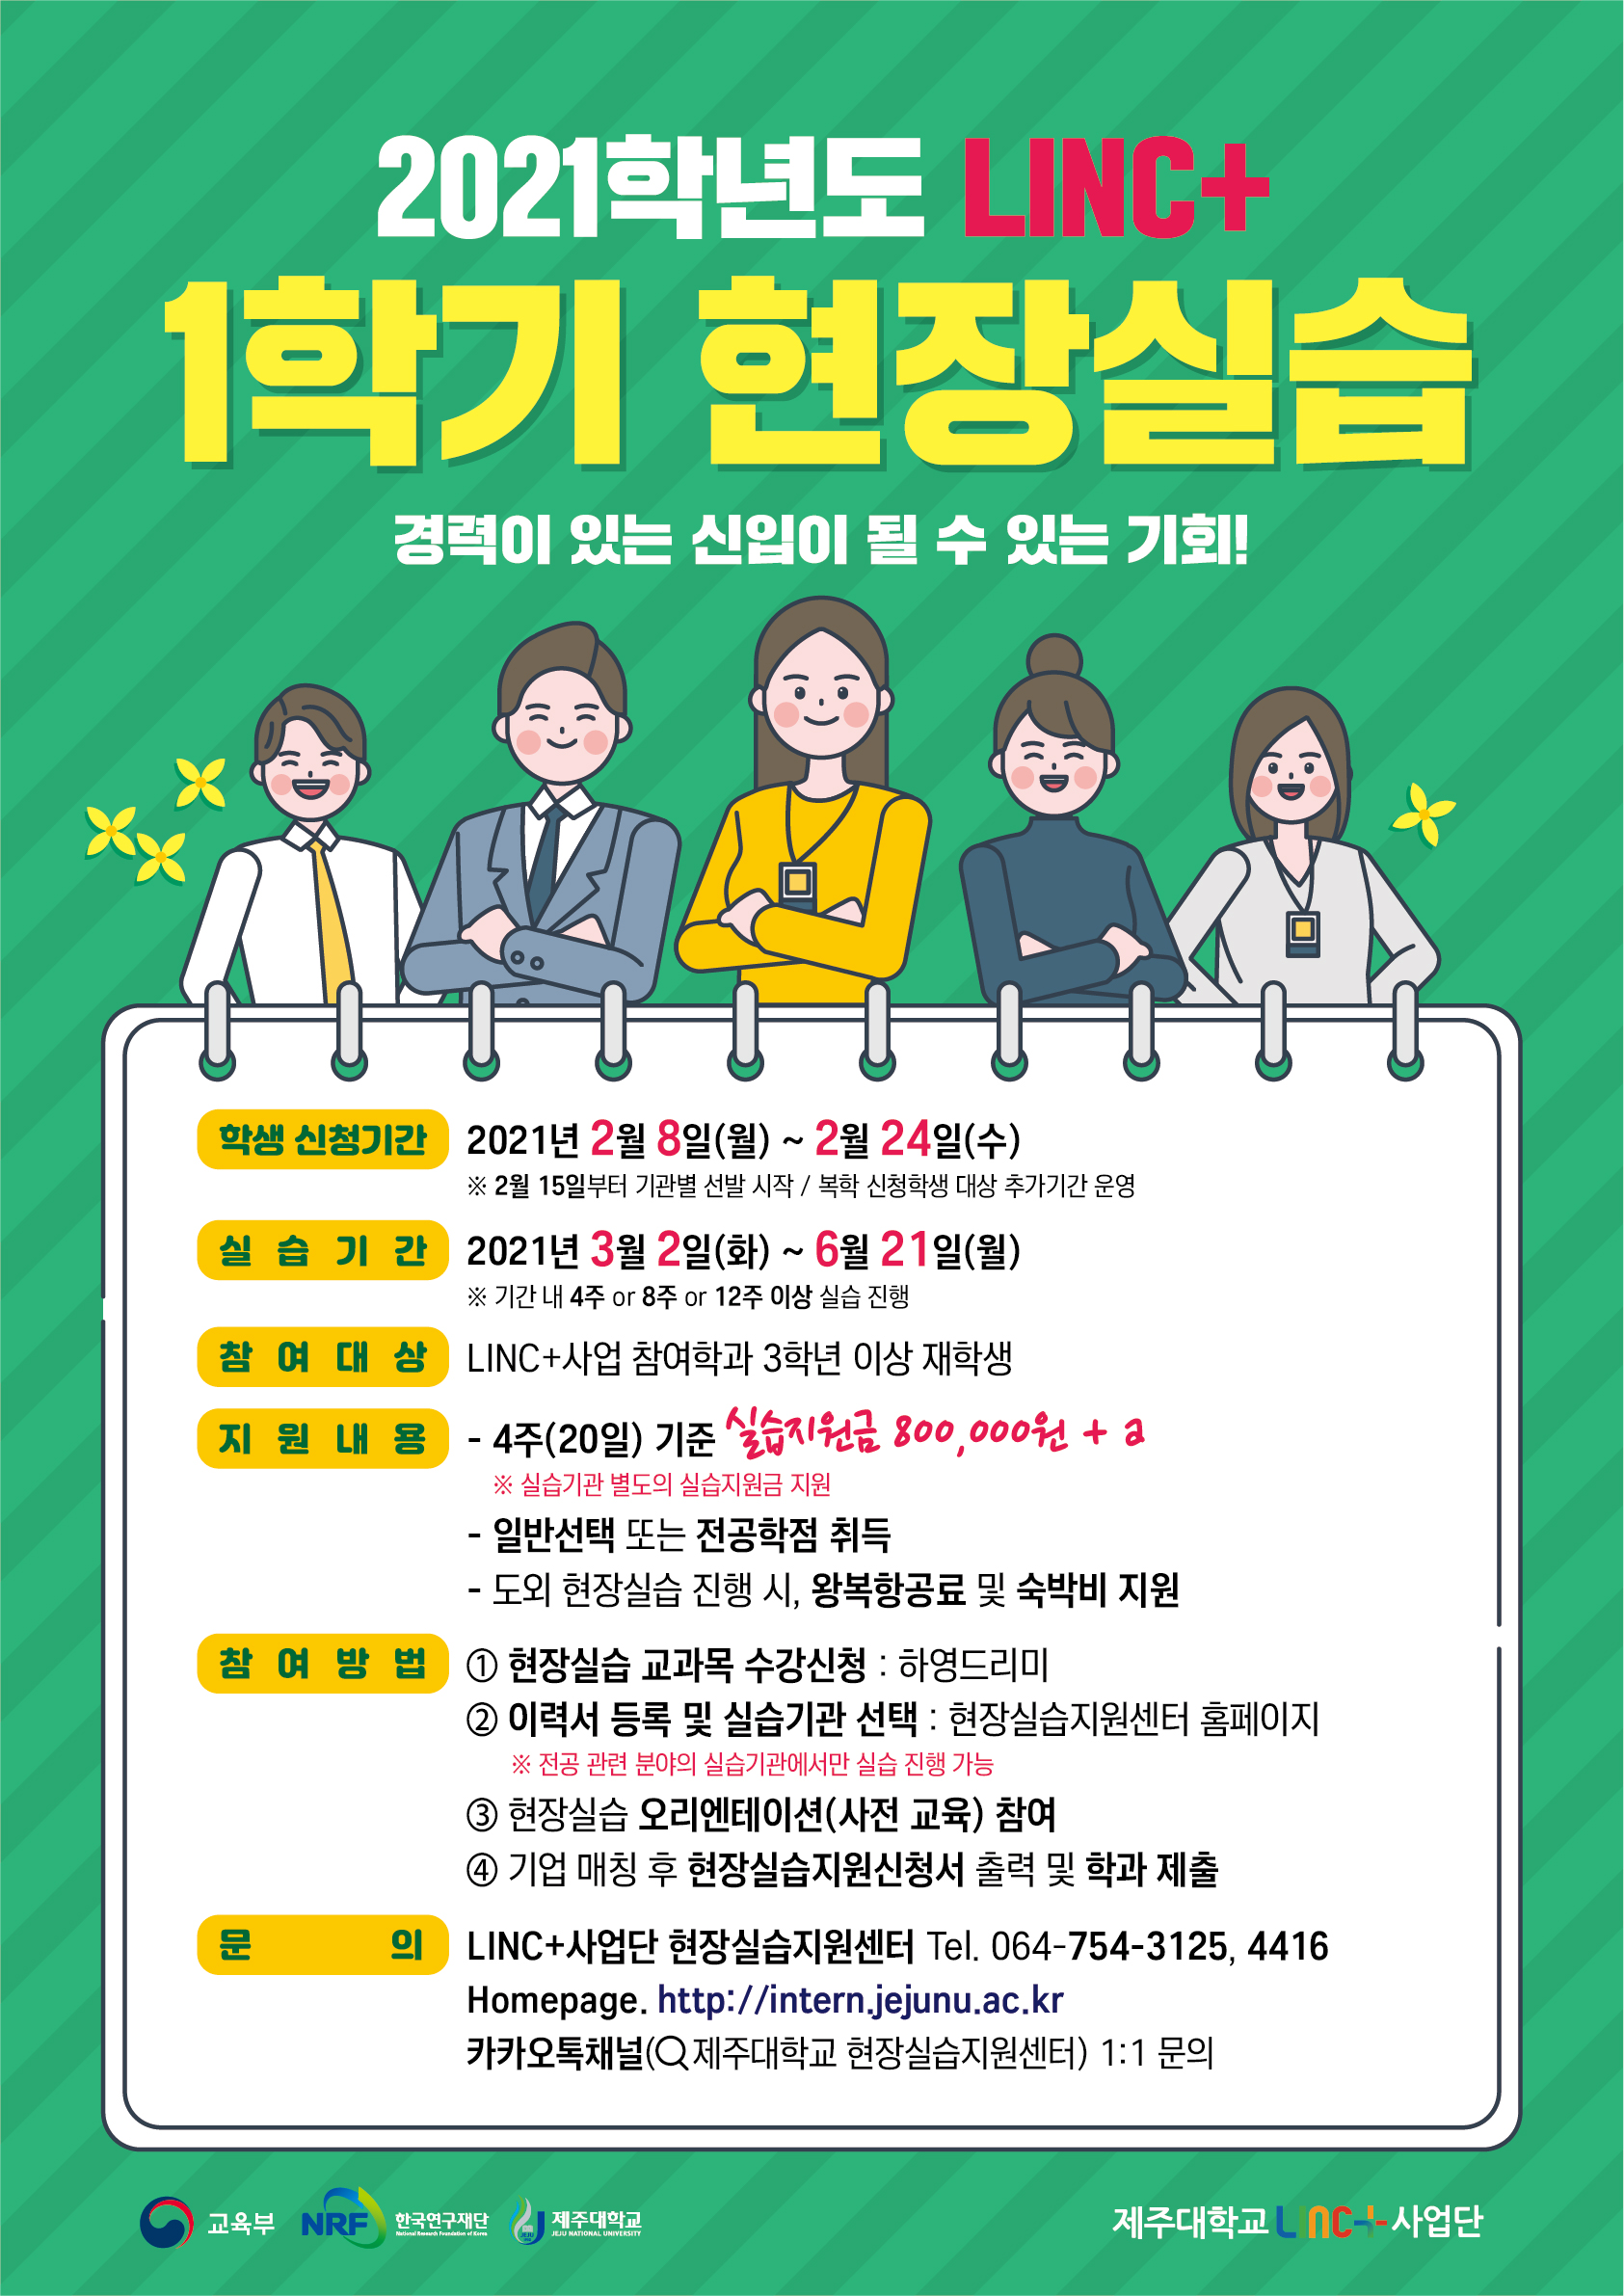 2021학년도 LINC+
1학기 현장실습
경력이 있는 신입이 될 수 있는 기회!
학생 신청기간 2021년 2월 8일(월) ~ 2월 24일(수)
※ 2월 15일부터 기관별 선발 시작 / 복학 신청학생 대상 추가기간 운영
실습기간 2021년 3월 2일(화) ~ 6월 21일(월)
※ 기간 내 4주 or 8주 or 12주 이상 실습 진행
참여대상 LINC+사업 참여학과 3학년 이상 재학생
지원내용 - 4주(20일) 기준 실습지원금 800,000원 + a
※ 실습기관 별도의 실습지원금 지원
- 일반선택 또는 전공학점 취득
- 도외 현장실습 진행 시, 왕복항공료 및 숙박비 지원
참여방법 ① 현장실습 교과목 수강신청 : 하영드리미
② 이력서 등록 및 실습기관 선택 : 현장실습지원센터 홈페이지
※ 전공 관련 분야의 실습기관에서만 실습 진행 가능
③ 현장실습 오리엔테이션(사전 교육) 참여
④ 기업 매칭 후 현장실습지원신청서 출력 및 학과 제출
문의 LINC+사업단 현장실습지원센터 Tel. 064-754-3125, 4416
Homepage. http://intern.jejunu.ac.kr
카카오톡채널(제주대학교 현장실습지원센터) 1:1 문의
교육부 NRF 한국연구재단 National Research Foundation of Korea JEJU 제주대학교 JEJU NATIONAL UNIVERSITY 제주대학교 LINC+ 사업단